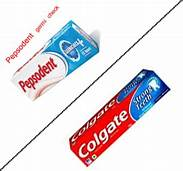 Pepsodent germi check
Pepsodent
Colgate
Strong
Teeth
Colgate